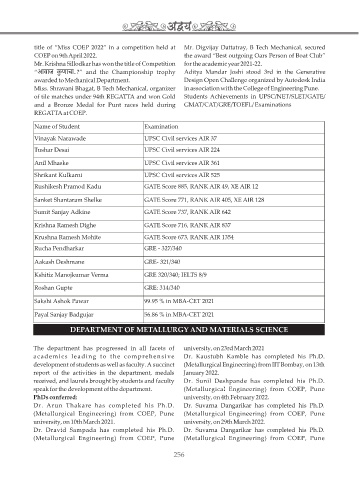 अद्वय
title of "Miss COEP 2022" in a competition held at
COEP on 9th April 2022.
Mr. Krishna Sillodkar has won the title of Competition
"आवाज कुणाचा..?" and the Championship trophy
awarded to Mechanical Department.
Miss. Shravani Bhagat, B Tech Mechanical, organizer
of tile matches under 94th REGATTA and won Gold
and a Bronze Medal for Punt races held during
REGATTA at COEP.
Mr. Digvijay Dattatray, B Tech Mechanical, secured
the award "Best outgoing Oars Person of Boat Club"
for the academic year 2021-22.
Aditya Mandar Joshi stood 3rd in the Generative
Design Open Challenge organized by Autodesk India
in association with the College of Engineering Pune.
Students Achievements in UPSC/NET/SLET/GATE/
GMAT/CAT/GRE/TOEFL/Examinations
Name of Student Examination
Vinayak Narawade UPSC Civil services AIR 37
Tushar Desai UPSC Civil services AIR 224
Anil Mhaske UPSC Civil services AIR 361
Shrikant Kulkarni UPSC Civil services AIR 525
Rushikesh Pramod Kadu GATE Score 885, RANK AIR 49, XE AIR 12
Sanket Shantaram Shelke GATE Score 771, RANK AIR 405, XE AIR 128
Sumit Sanjay Adkine GATE Score 737, RANK AIR 642
Krishna Ramesh Dighe GATE Score 716, RANK AIR 837
Krushna Ramesh Mohite GATE Score 673, RANK AIR 1354
Rucha Pendharkar GRE - 327/340
Aakash Deshmane GRE- 321/340
Kshitiz Manojkumar Verma GRE 320/340, IELTS 8/9
Roshan Gupte GRE: 314/340
Sakshi Ashok Pawar 99.95 % in MBA-CET 2021
Payal Sanjay Badgujar 56.86 % in MBA-CET 2021
DEPARTMENT OF METALLURGY AND MATERIALS SCIENCE
The department has progressed in all facets of
academics leading to the comprehensive
development of students as well as faculty. A succinct
report of the activities in the department, medals
received, and laurels brought by students and faculty
speak for the development of the department.
PhDs conferred:
Dr. Arun Thakare has completed his Ph.D.
(Metallurgical Engineering) from COEP, Pune
university, on 10th March 2021.
Dr. Dravid Sampada has completed his Ph.D.
(Metallurgical Engineering) from COEP, Pune
university, on 23rd March 2021
Dr. Kaustubh Kamble has completed his Ph.D.
(Metallurgical Engineering) from IIT Bombay, on 13th
January 2022.
Dr. Sunil Deshpande has completed his Ph.D.
(Metallurgical Engineering) from COEP, Pune
university, on 4th February 2022.
Dr. Suvarna Dangarikar has completed his Ph.D.
(Metallurgical Engineering) from COEP, Pune
university, on 29th March 2022.
Dr. Suvarna Dangarikar has completed his Ph.D.
(Metallurgical Engineering) from COEP, Pune
256